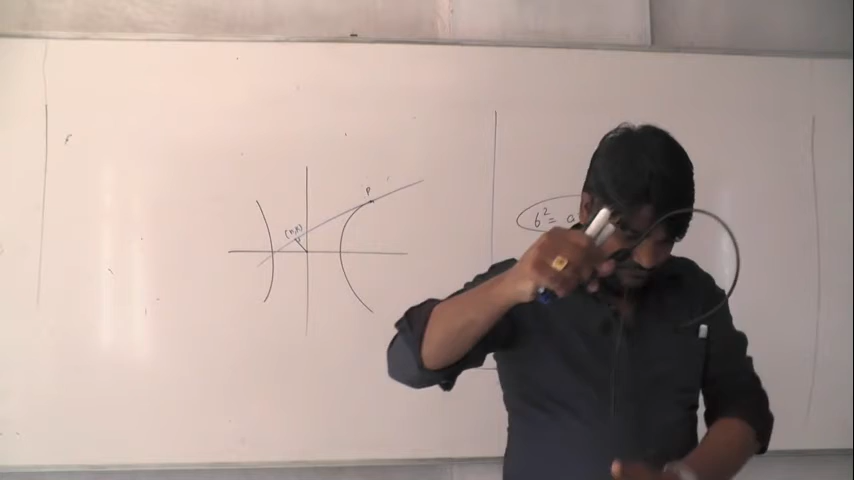 P
(h,k)
b² = a